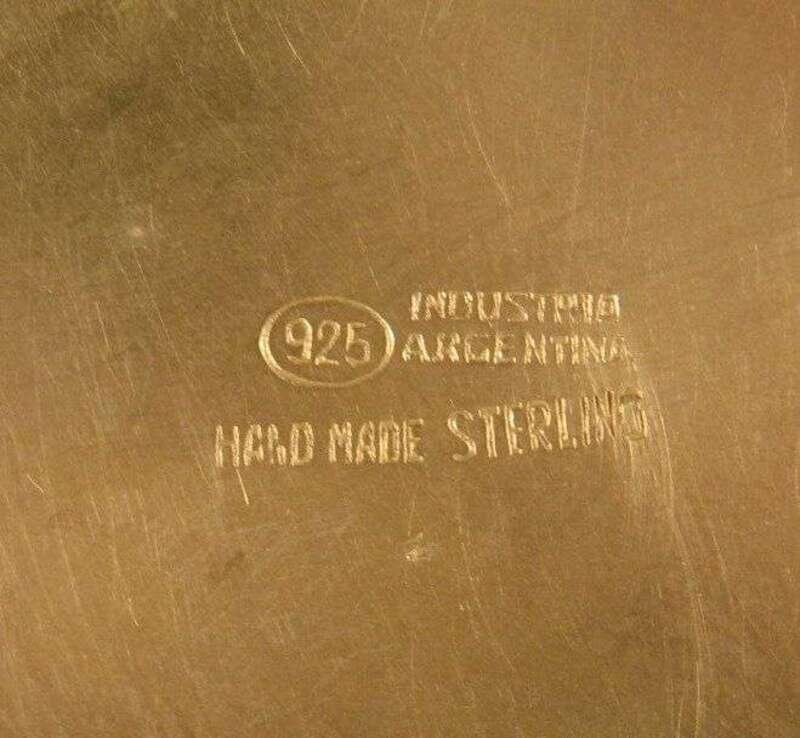 925
INDUSTRIA
ARGENTINA
HAND MADE STERLING